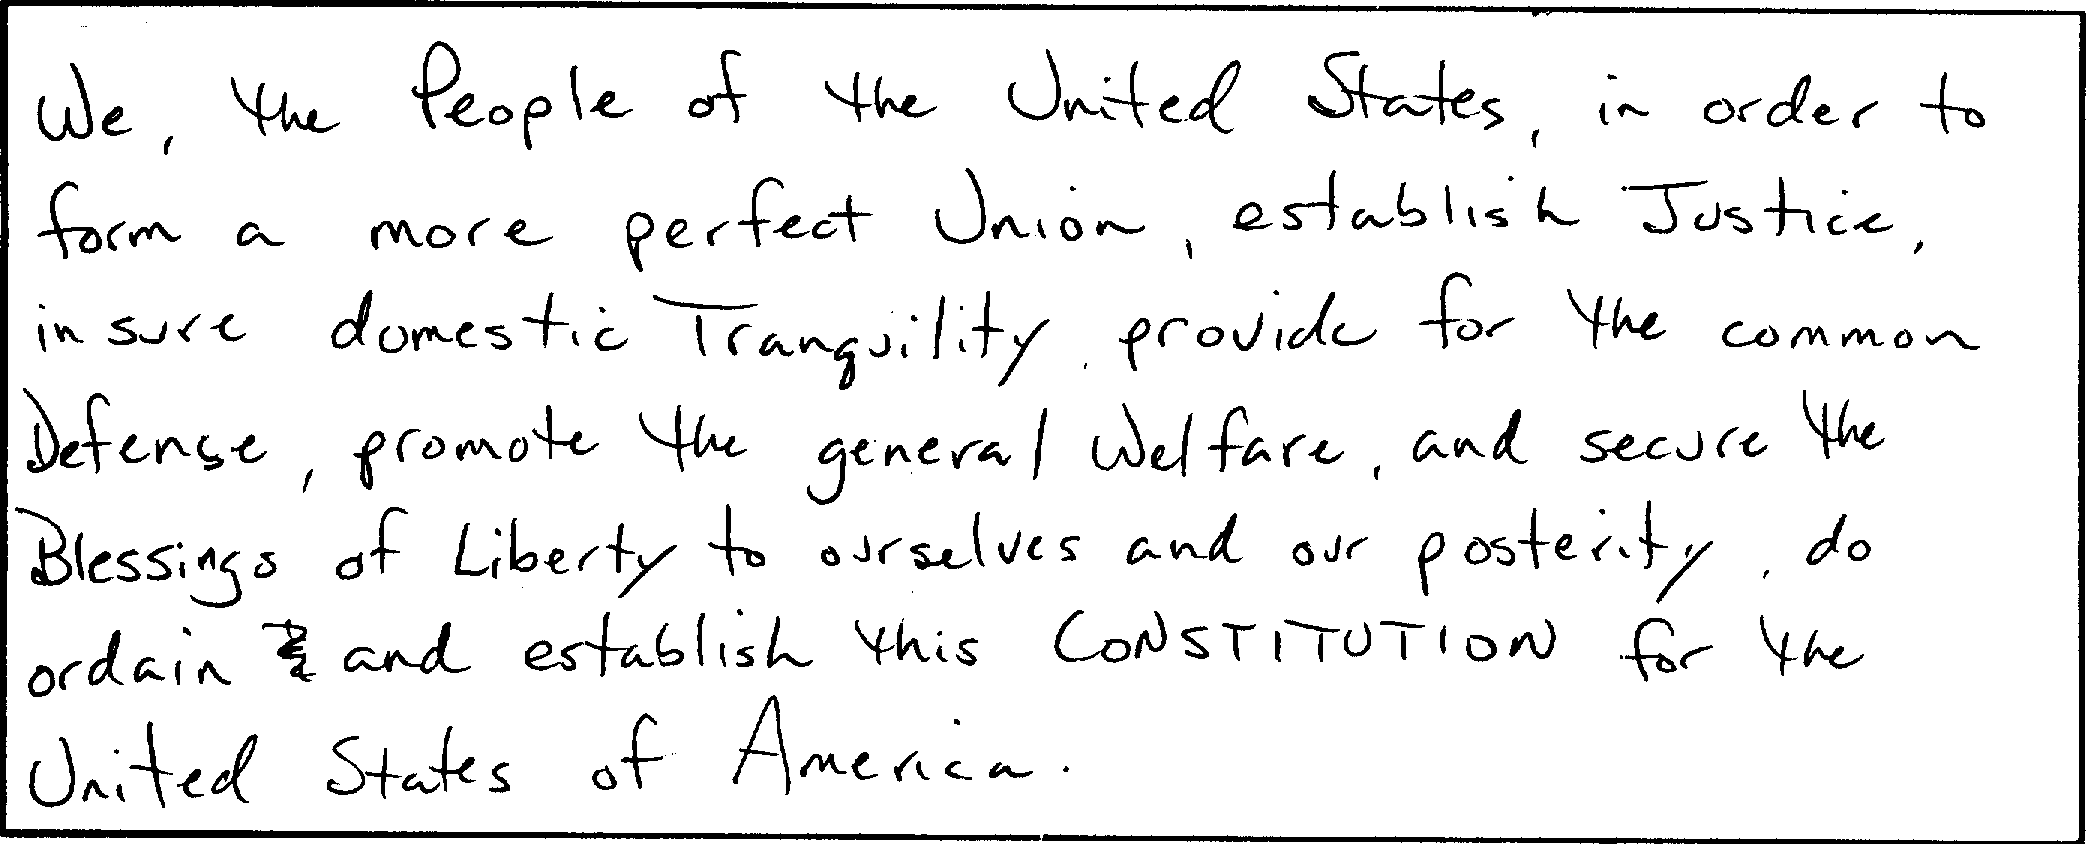 We, the People of the United States, in order to
form a more perfect Union, establish Justice,
insure domestic Tranquility, provide for the common
Defense, promote the general Welfare, and secure the
Blessings of Liberty to ourselves and our posterity, do
ordain and establish this CONSTITUTION for the
United States of America.